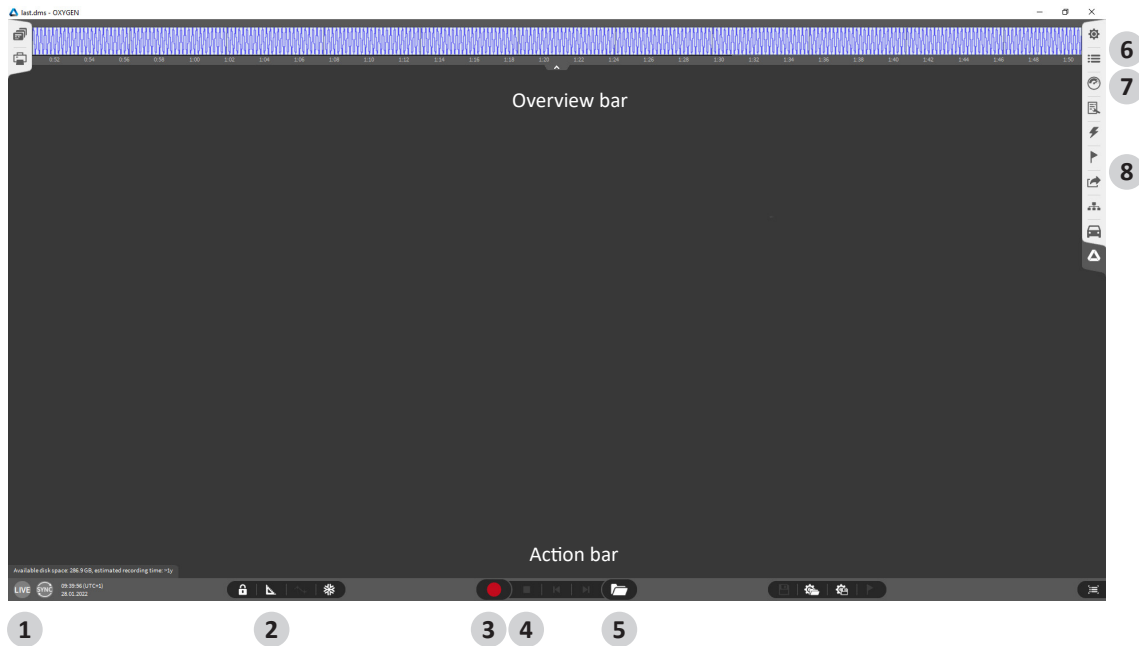 last.dms - OXYGEN
0:52 0:54 0:56 0:58 1:00 1:02 1:04 1:06 1:08 1:10 1:12 1:14 1:16 1:18 1:20 1:22 1:24 1:26 1:28 1:30 1:32 1:34 1:36 1:38 1:40 1:42 1:44 1:46 1:48 1:50
6
7
Overview bar
8
Action bar
Available disk space: 286.9 GB, estimated recording time: ~1y
LIVE SYNC 09:39:56 (UTC+1)
28.01.2022
1 2 3 4 5